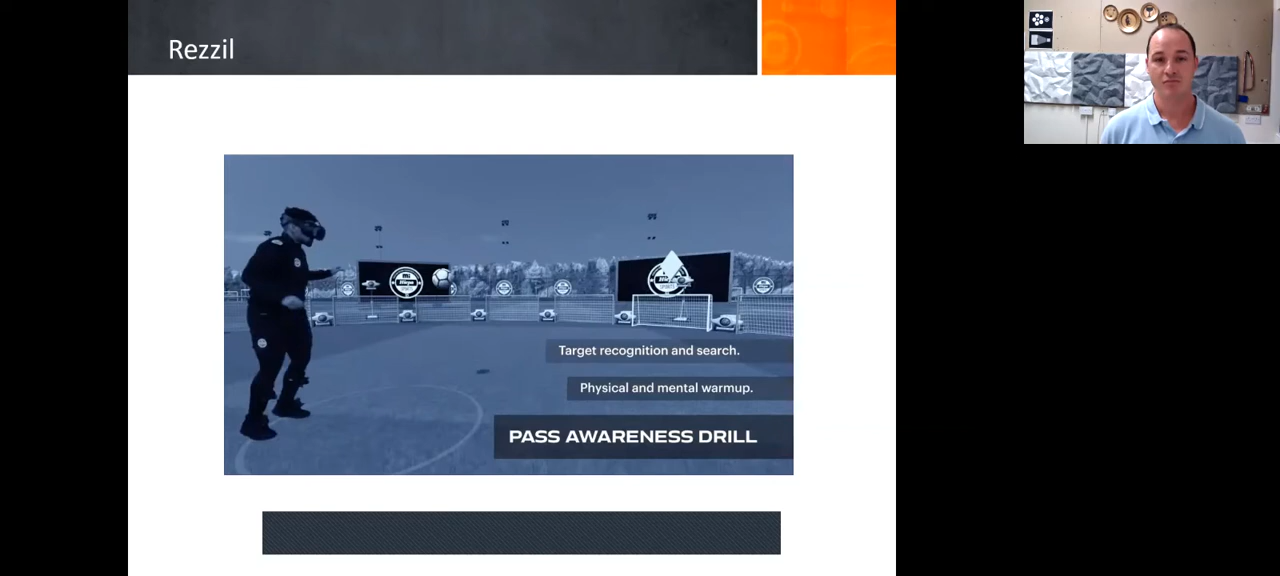 Rezzil
Target recognition and search.
Physical and mental warmup.
PASS AWARENESS DRILL